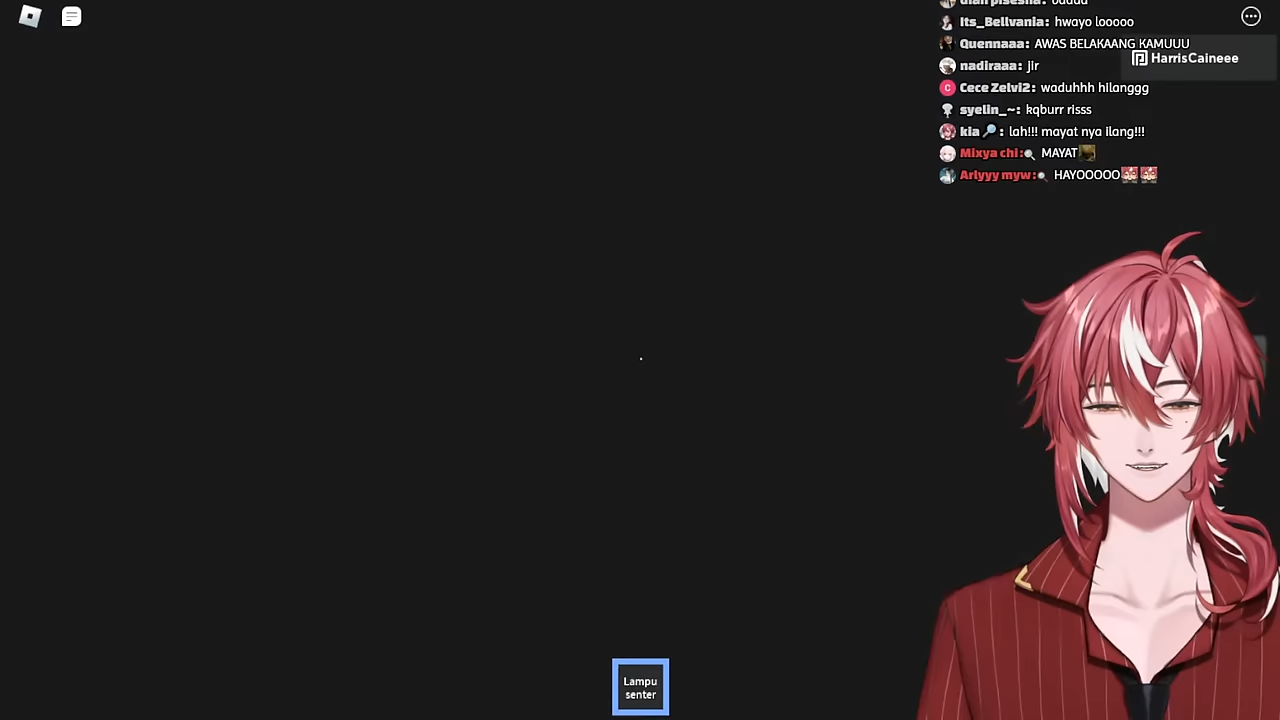 Its_Bellvania: hwayo looooo
Quennaaa: AWAS BELAKAANG KAMUUU
HarrisCaineee
nadiraaa: jir
Cece Zelvi2: waduhhh hilanggg
syelin_~: kqburr risss
kia🔎: lah!!! mayat nya ilang!!!
Mixya chi: MAYAT
Arlyyy myw: HAYOOOOO
Lampu
senter